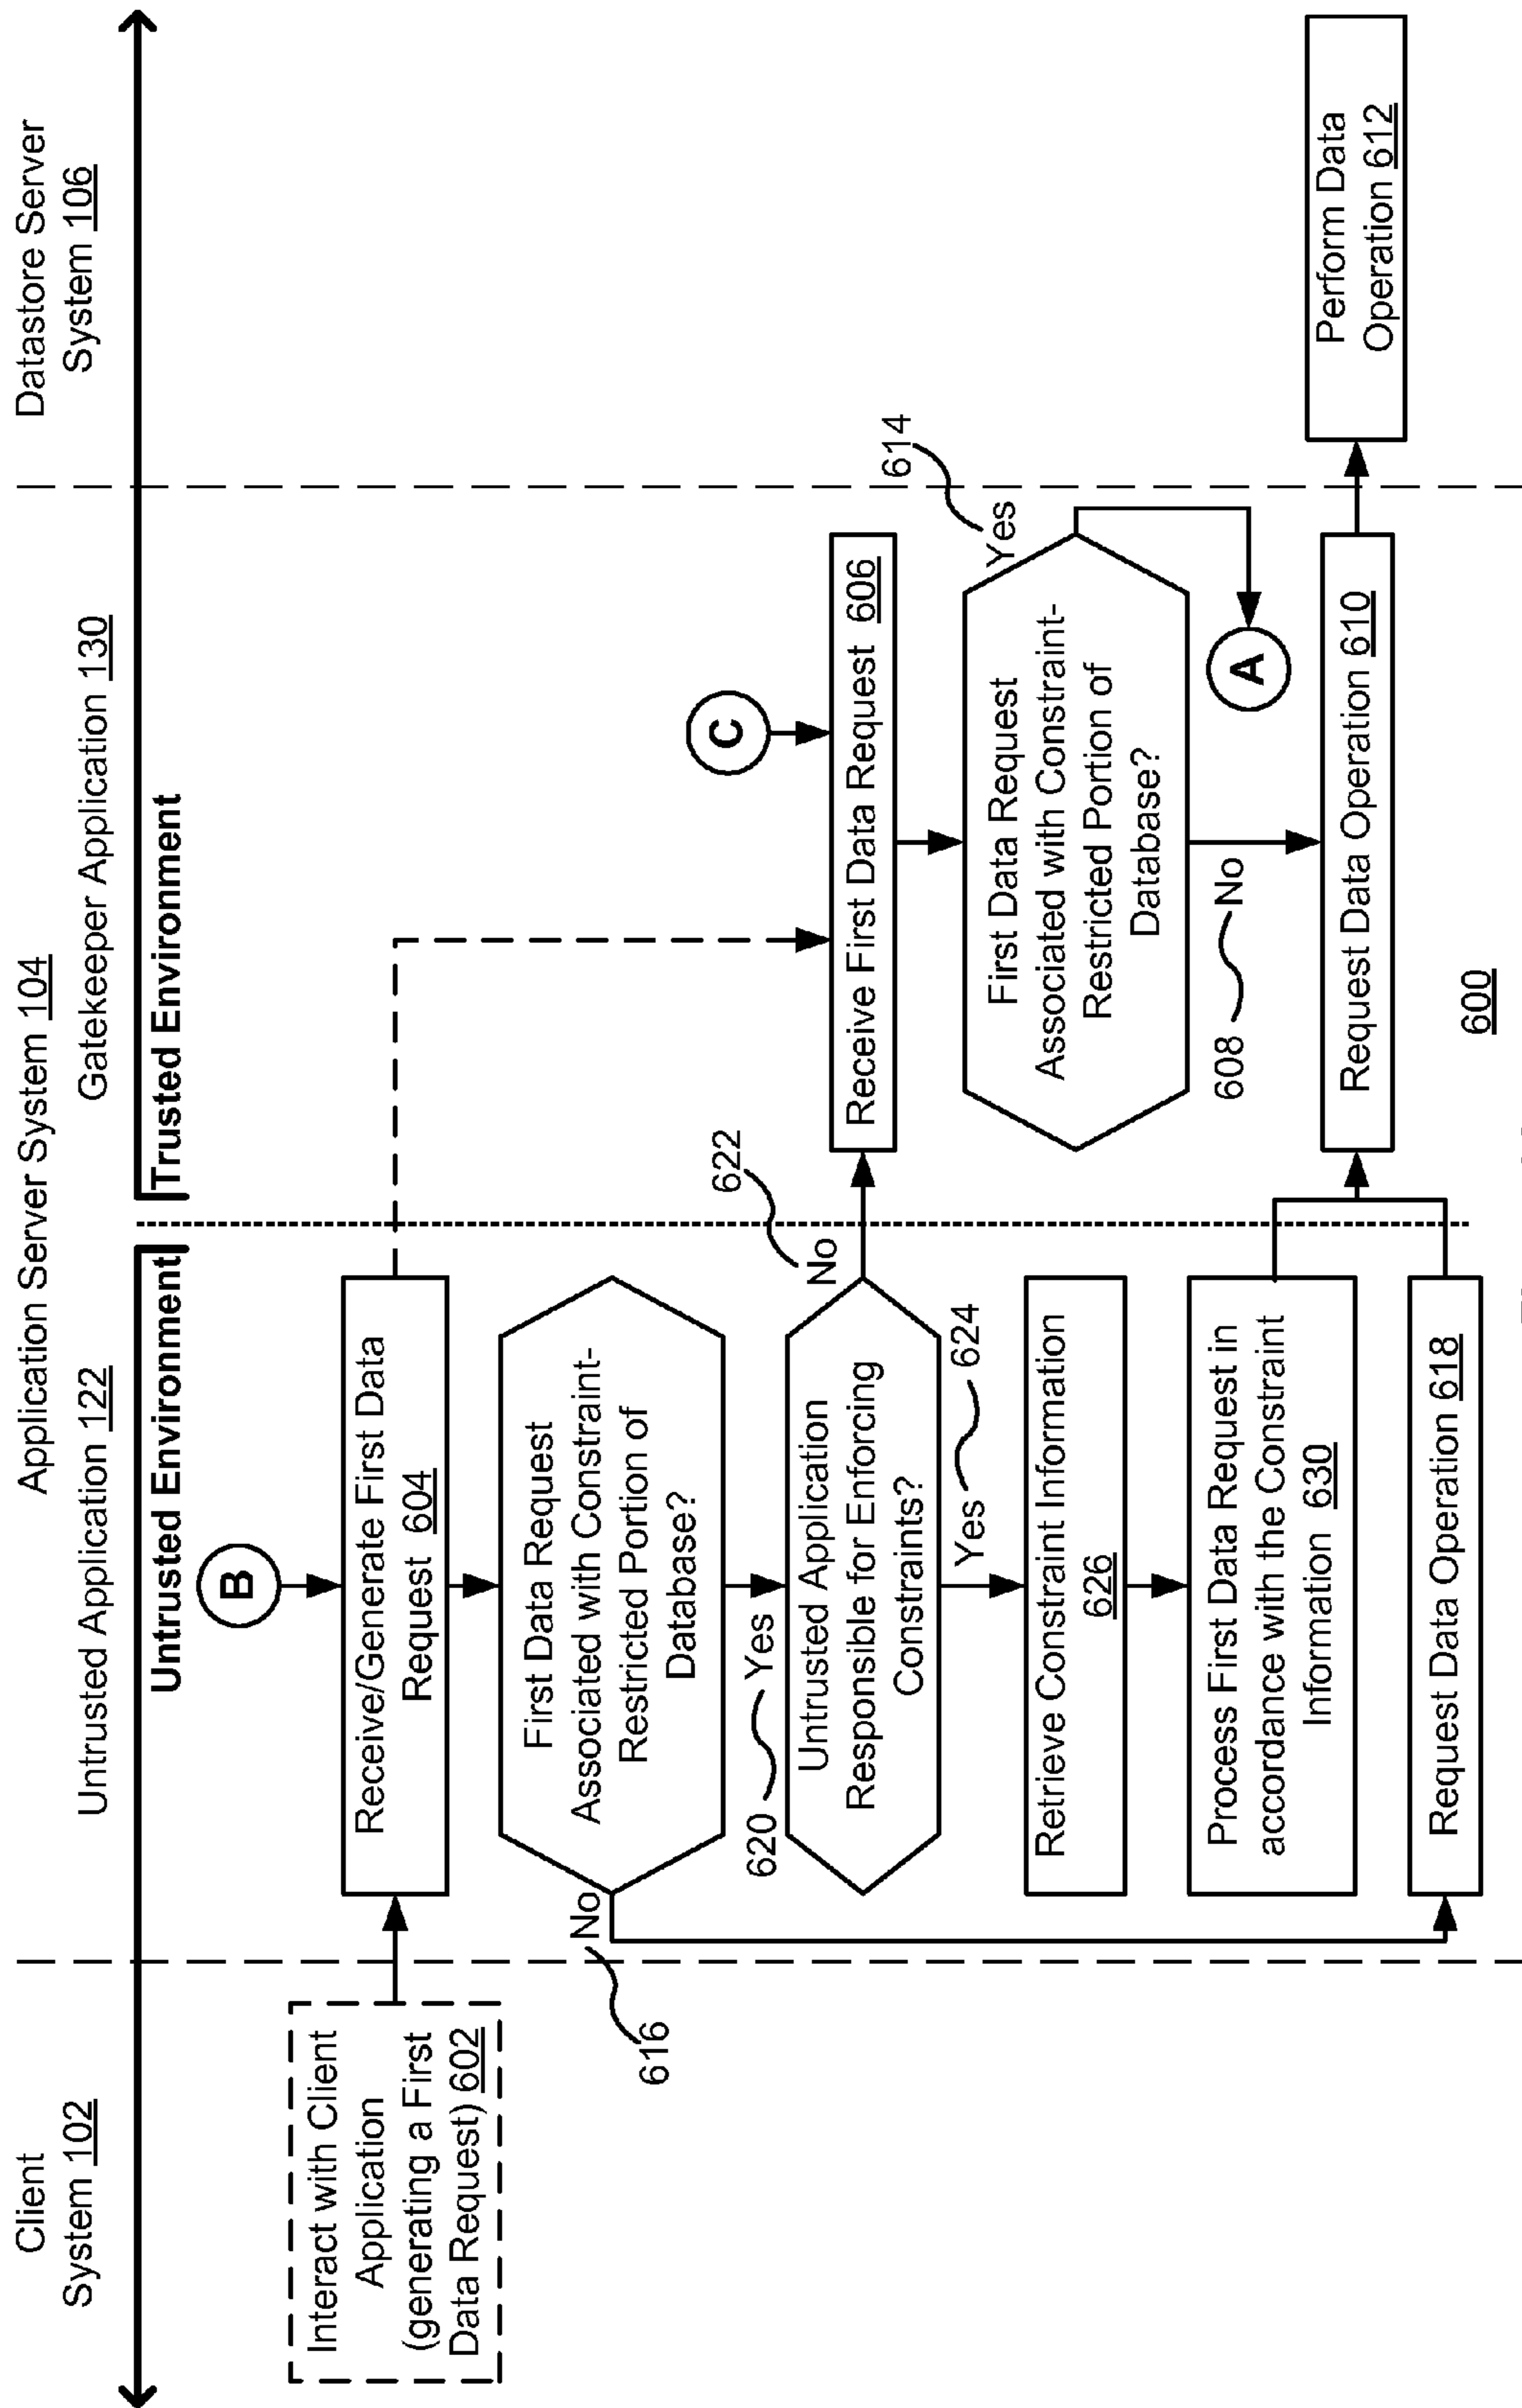 Client
System 102
Application Server System 104
Untrusted Application 122
Gatekeeper Application 130
Datastore Server
System 106
Untrusted Environment
Trusted Environment
B
Interact with Client
Application
(generating a First
Data Request) 602
Receive/Generate First Data
Request 604
616
No
First Data Request
Associated with Constraint-
Restricted Portion of
Database?
620
Yes
Untrusted Application
Responsible for Enforcing
Constraints?
No
622
Yes
624
Retrieve Constraint Information
626
Process First Data Request in
accordance with the Constraint
Information 630
Request Data Operation 618
C
Receive First Data Request 606
First Data Request
Associated with Constraint-
Restricted Portion of
Database?
Yes
614
A
608
No
Request Data Operation 610
Perform Data
Operation 612
600